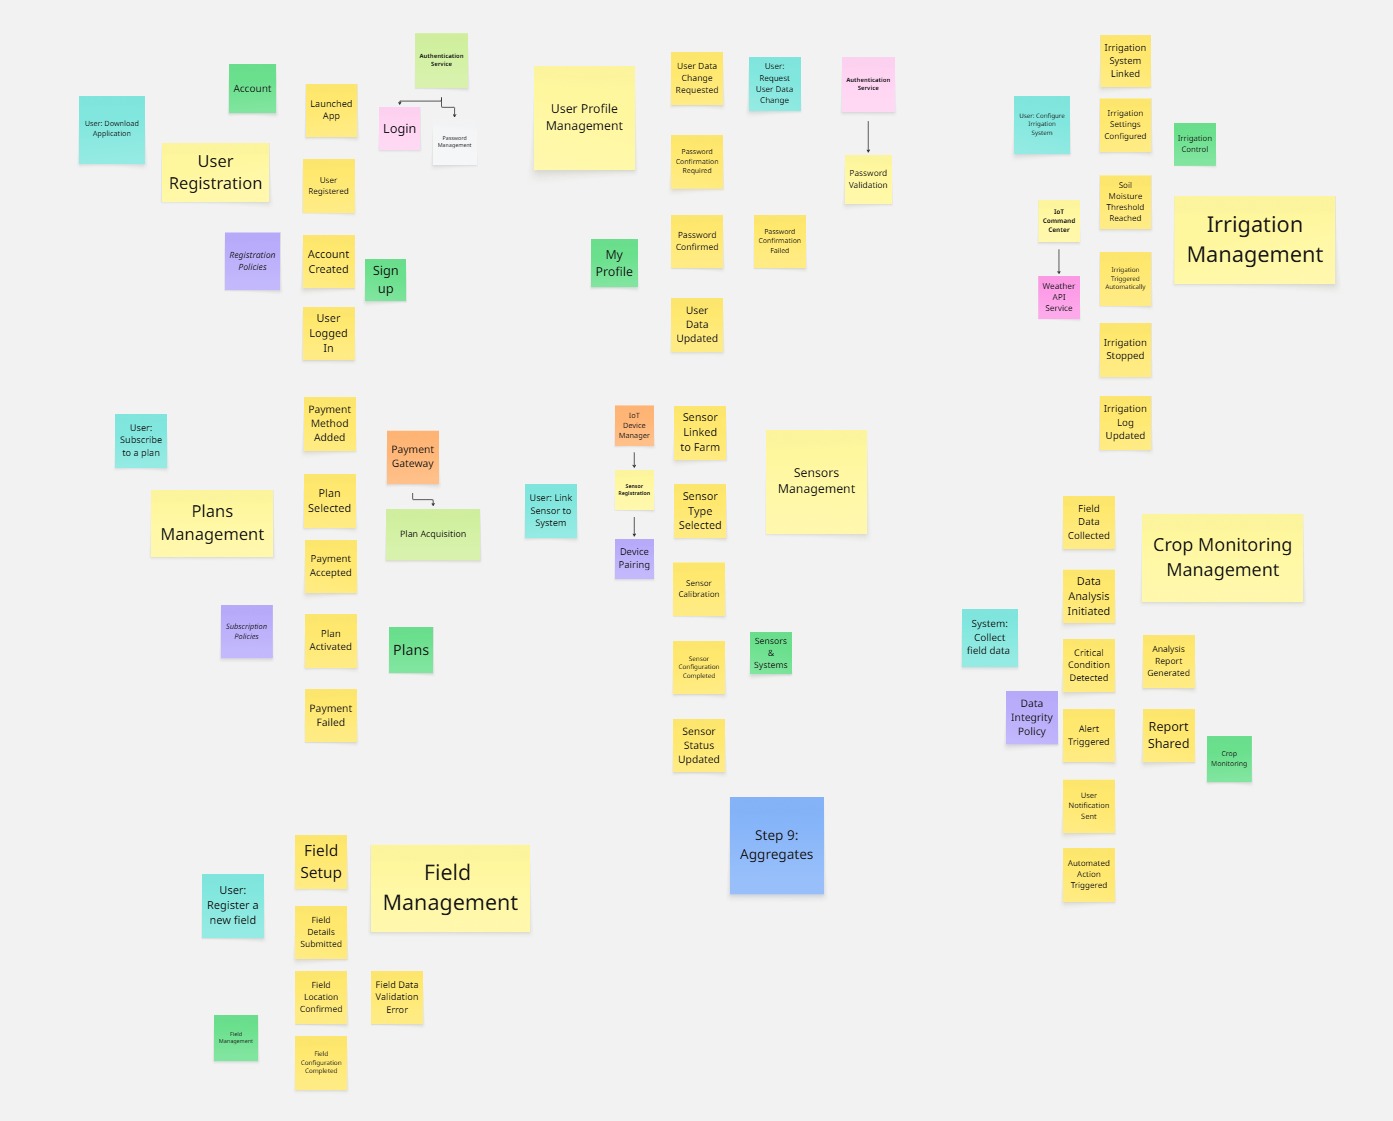 Authentication
Service
Account
Launched
App
User: Download
Application
Login
Password
Management
User
Registration
User
Registered
Registration
Policies
Account
Created
Sign
up
User
Logged
In
User Profile
Management
User Data
Change
Requested
User:
Request
User Data
Change
Authentication
Service
Password
Confirmation
Required
Password
Validation
Password
Confirmed
Password
Confirmation
Failed
My
Profile
User
Data
Updated
Irrigation
System
Linked
User: Configure
Irrigation
System
Irrigation
Settings
Configured
Irrigation
Control
Soil
Moisture
Threshold
Reached
IoT
Command
Center
Irrigation
Management
Irrigation
Triggered
Automatically
Weather
API
Service
Irrigation
Stopped
Irrigation
Log
Updated
Payment
Method
Added
User:
Subscribe
to a plan
Payment
Gateway
Plan
Selected
Plans
Management
Plan Acquisition
Payment
Accepted
Subscription
Policies
Plan
Activated
Plans
Payment
Failed
IoT
Device
Manager
Sensor
Linked
to Farm
Sensors
Management
User: Link
Sensor to
System
Sensor
Registration
Sensor
Type
Selected
Device
Pairing
Sensor
Calibration
Sensor
Configuration
Completed
Sensors
&
Systems
Sensor
Status
Updated
Field
Data
Collected
Crop Monitoring
Management
Data
Analysis
Initiated
System:
Collect
field data
Critical
Condition
Detected
Analysis
Report
Generated
Data
Integrity
Policy
Alert
Triggered
Report
Shared
Crop
Monitoring
User
Notification
Sent
Automated
Action
Triggered
Step 9:
Aggregates
Field
Setup
Field
Management
User:
Register a
new field
Field
Details
Submitted
Field
Location
Confirmed
Field Data
Validation
Error
Field
Management
Field
Configuration
Completed